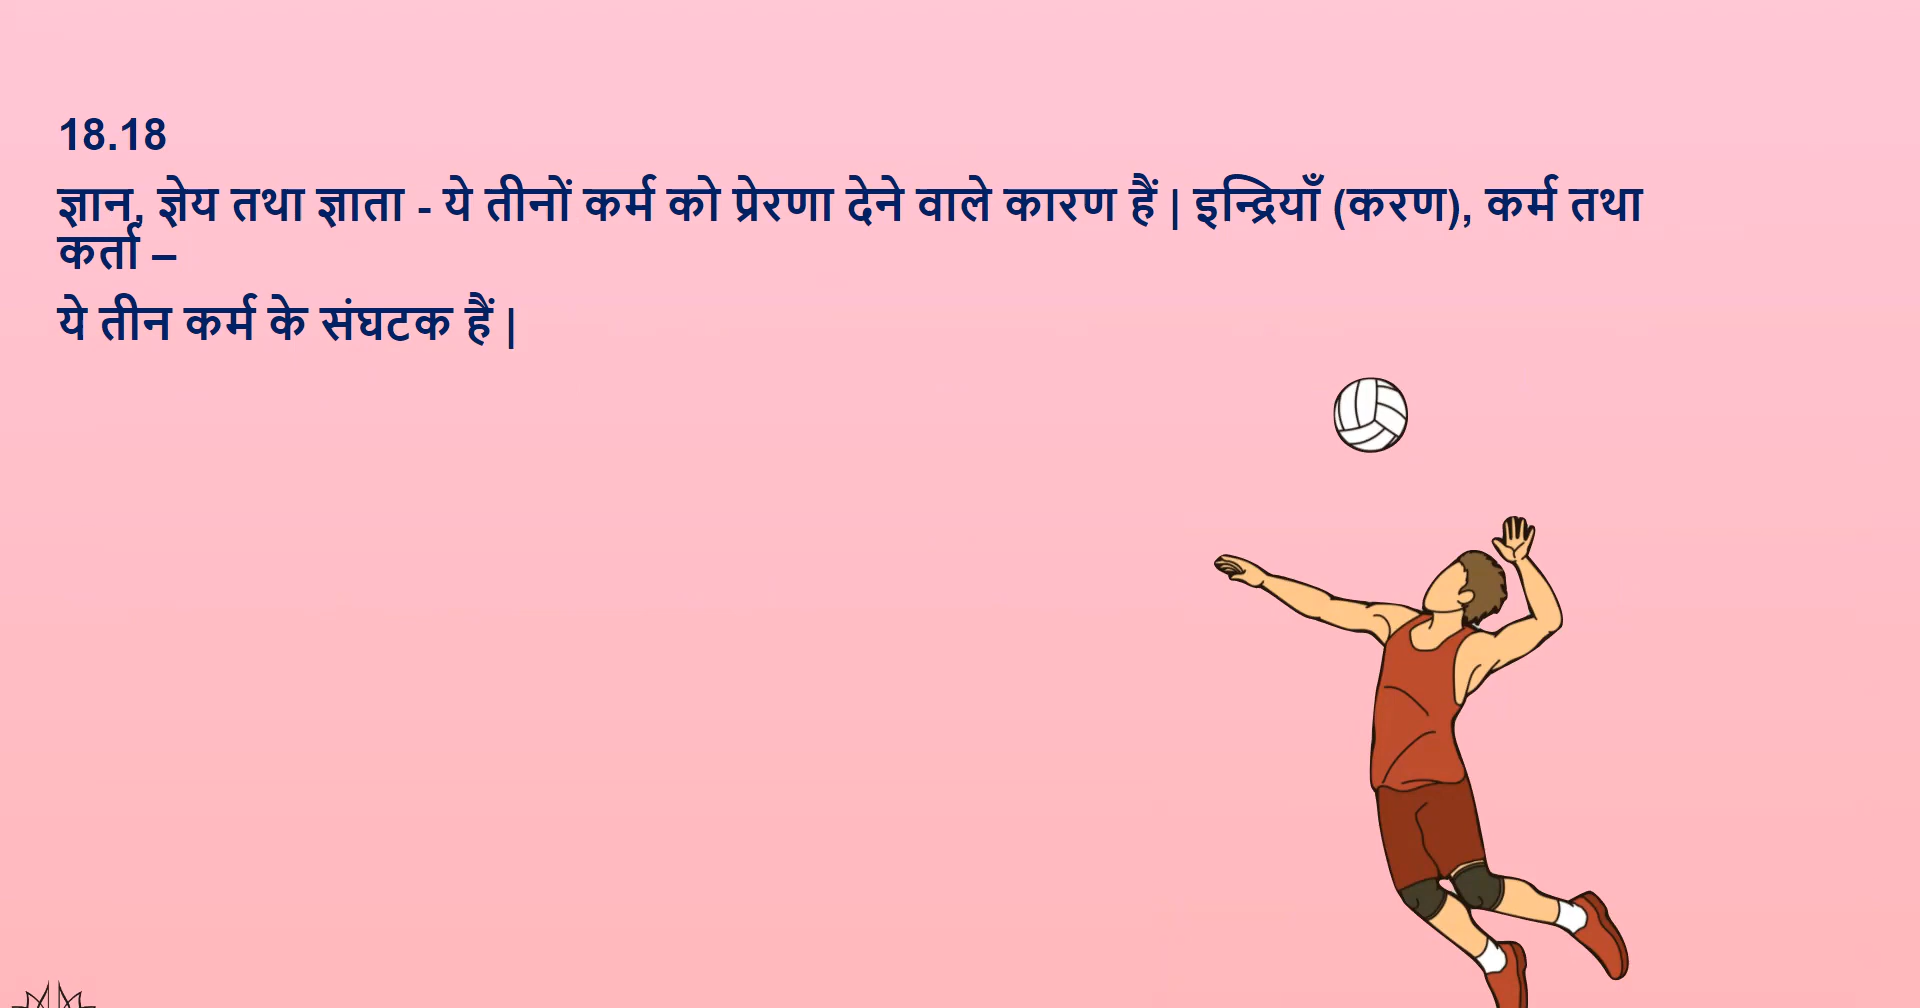 18.18
ज्ञान, ज्ञेय तथा ज्ञाता - ये तीनों कर्म को प्रेरणा देने वाले कारण हैं | इन्द्रियाँ (करण), कर्म तथा
कर्ता –
ये तीन कर्म के संघटक हैं |